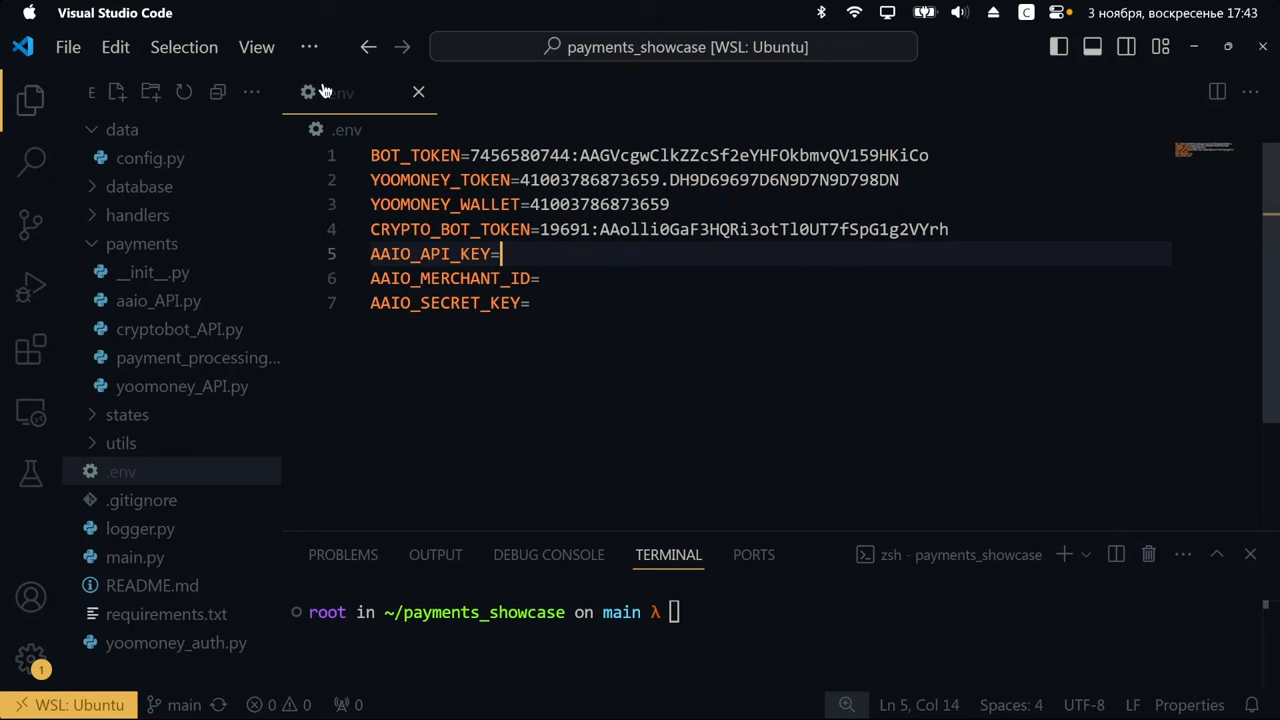 Visual Studio Code
C
3 ноября, воскресенье 17:43
File Edit Selection View ···
payments_showcase [WSL: Ubuntu]
E
.env
data
config.py
database
handlers
payments
__init__.py
aaio_API.py
cryptobot_API.py
payment_processing...
yoomoney_API.py
states
utils
.env
.gitignore
logger.py
main.py
README.md
requirements.txt
yoomoney_auth.py
.env
1 BOT_TOKEN=7456580744:AAGVcgwClkZZcSf2eYHFOkbmvQV159HKiCo
2 YOOMONEY_TOKEN=41003786873659.DH9D69697D6N9D7N9D798DN
3 YOOMONEY_WALLET=41003786873659
4 CRYPTO_BOT_TOKEN=19691:AAolli0GaF3HQRi3otTl0UT7fSpG1g2VYrh
5 AAIO_API_KEY=
6 AAIO_MERCHANT_ID=
7 AAIO_SECRET_KEY=
PROBLEMS OUTPUT DEBUG CONSOLE TERMINAL PORTS
zsh - payments_showcase
root in ~/payments_showcase on main λ
1
WSL: Ubuntu
main
0 0
0
Ln 5, Col 14
Spaces: 4
UTF-8
LF
Properties